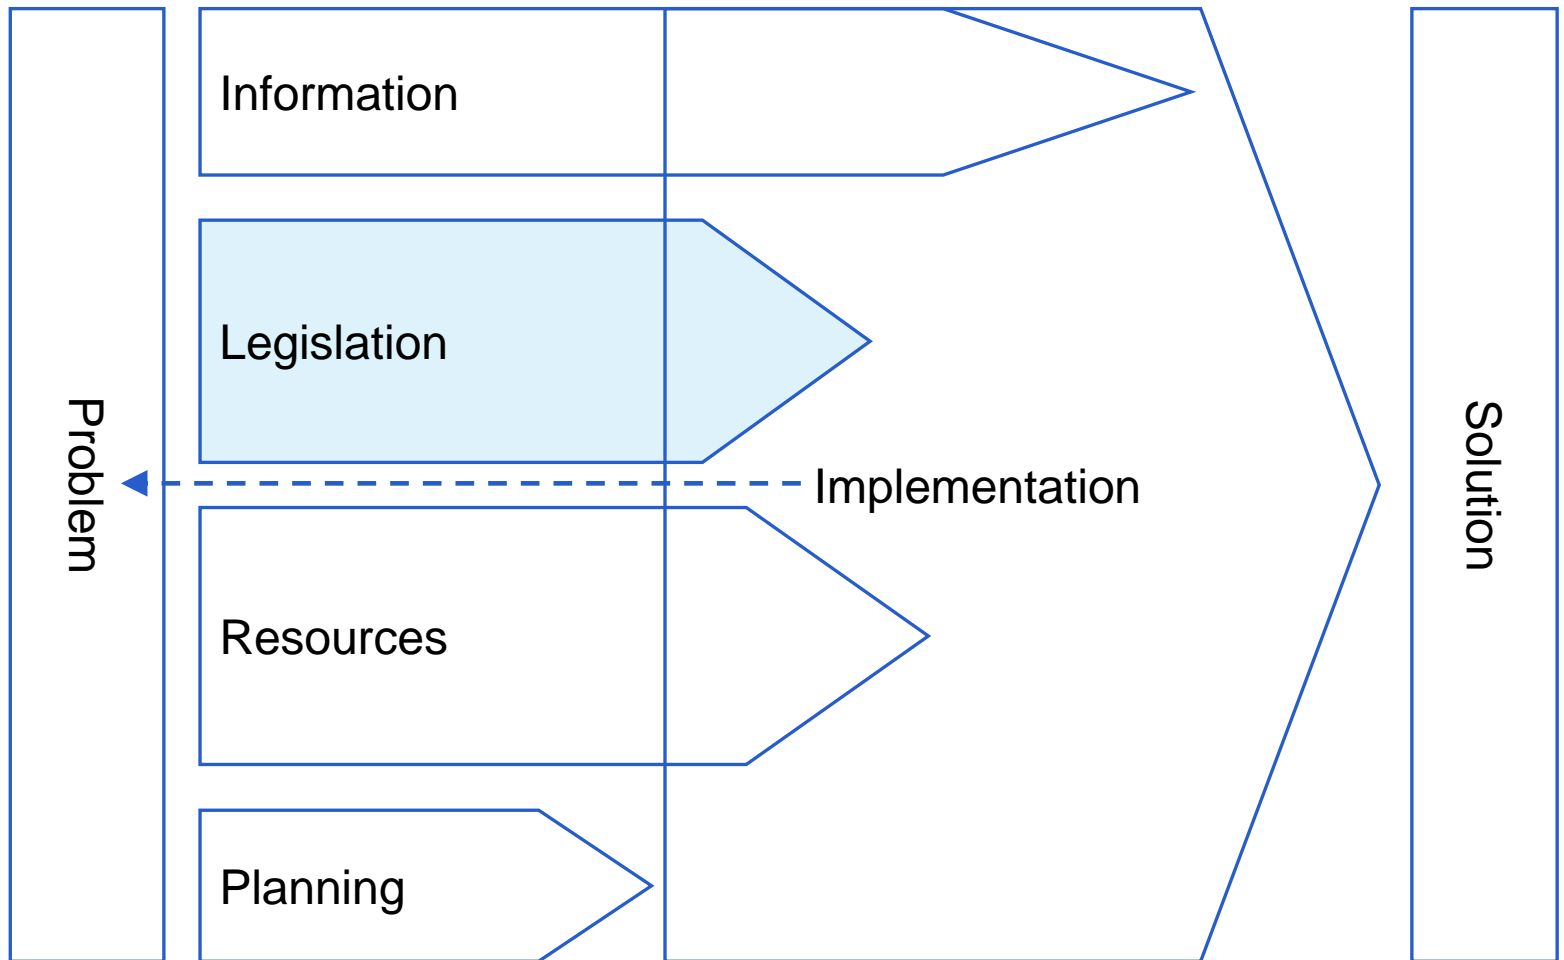 Problem
Information
Legislation
Implementation
Resources
Planning
Solution